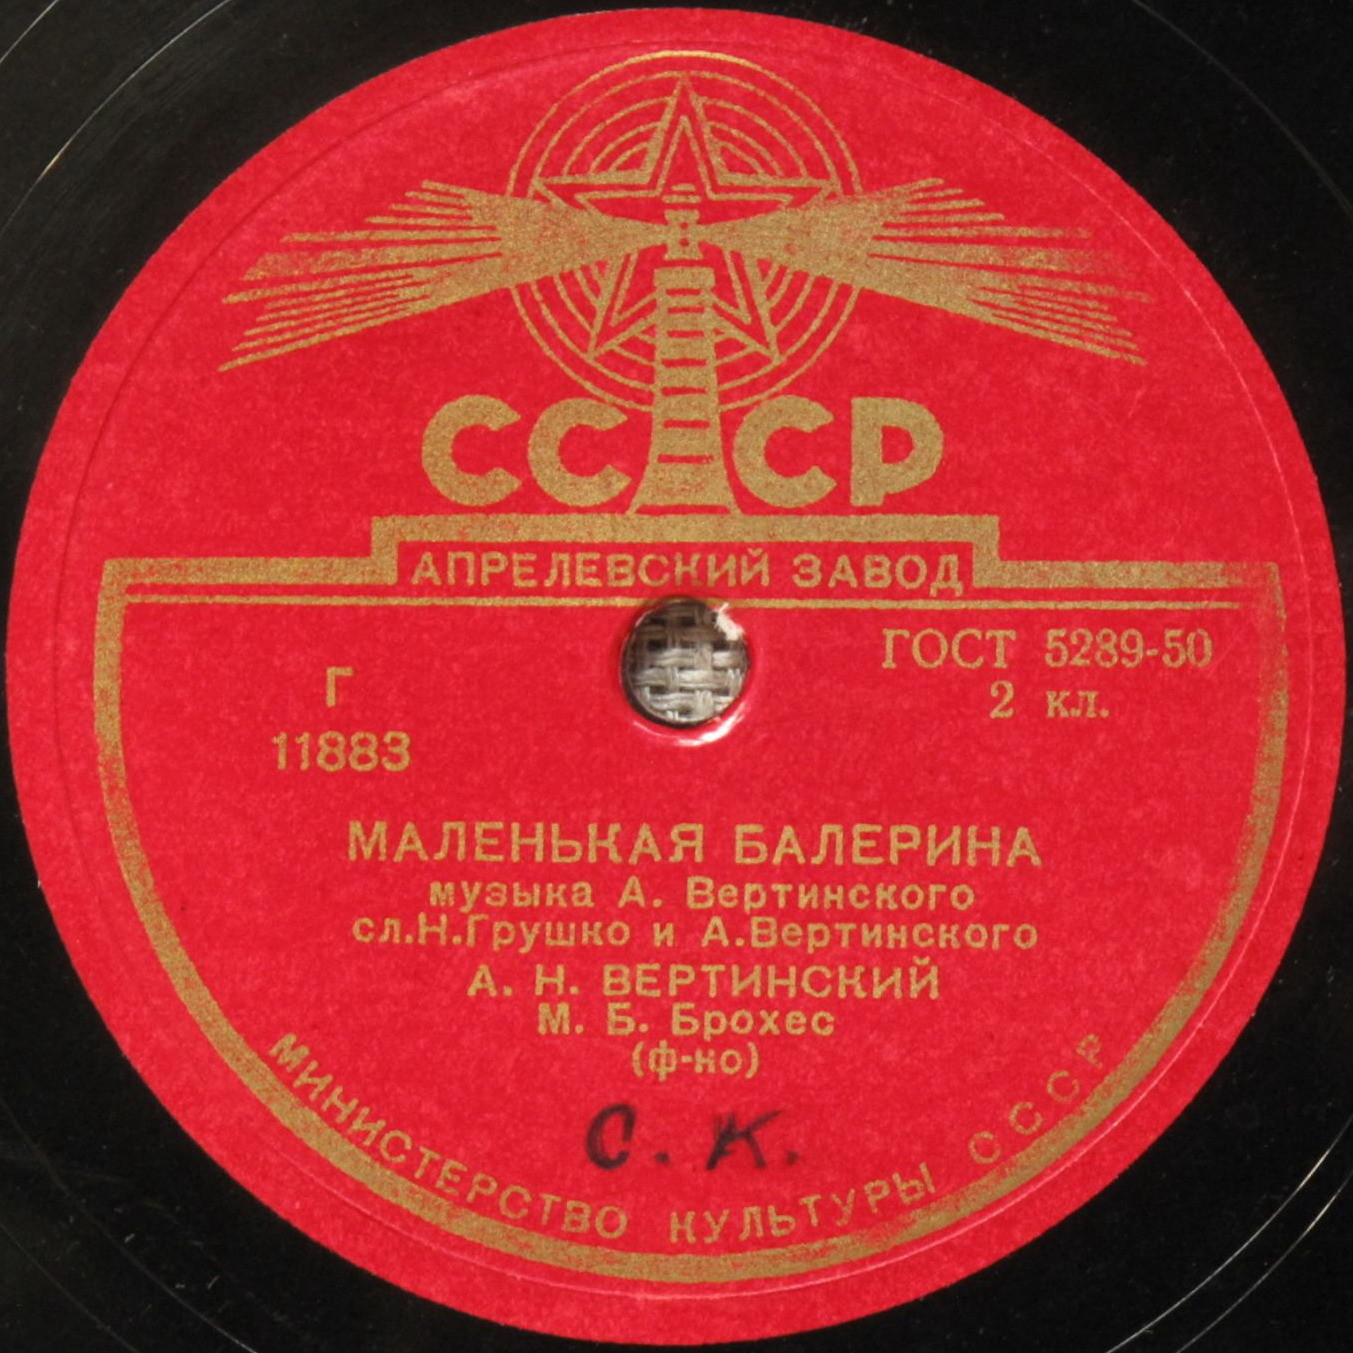 СССР
АПРЕЛЕВСКИЙ ЗАВОД
ГОСТ 5289-50
2 кл.
Г
11883
МАЛЕНЬКАЯ БАЛЕРИНА
музыка А. Вертинского
сл.Н.Грушко и А.Вертинского
А. Н. ВЕРТИНСКИЙ
М. Б. Брохес
(ф-но)
С. К.
МИНИСТЕРСТВО КУЛЬТУРЫ СССР